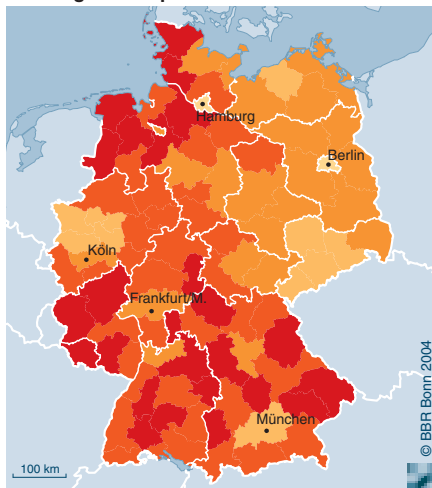 Hamburg
Berlin
Köln
Frankfurt/M.
München
100 km
© BBR Bonn 2004